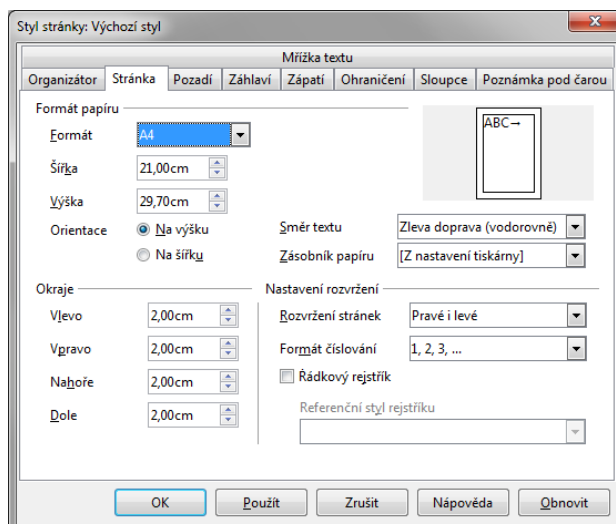 Styl stránky: Výchozí styl
Mřížka textu
Organizátor Stránka Pozadí Záhlaví Zápatí Ohraničení Sloupce Poznámka pod čarou
Formát papíru
Formát A4
ABC→
Šířka 21,00cm
Výška 29,70cm
Orientace Na výšku Směr textu Zleva doprava (vodorovně)
Na šířku Zásobník papíru [Z nastavení tiskárny]
Okraje Nastavení rozvržení
Vlevo 2,00cm Rozvržení stránek Pravé i levé
Vpravo 2,00cm Formát číslování 1, 2, 3, ...
Nahoře 2,00cm Řádkový rejstřík
Dole 2,00cm Referenční styl rejstříku
OK Použít Zrušit Nápověda Obnovit